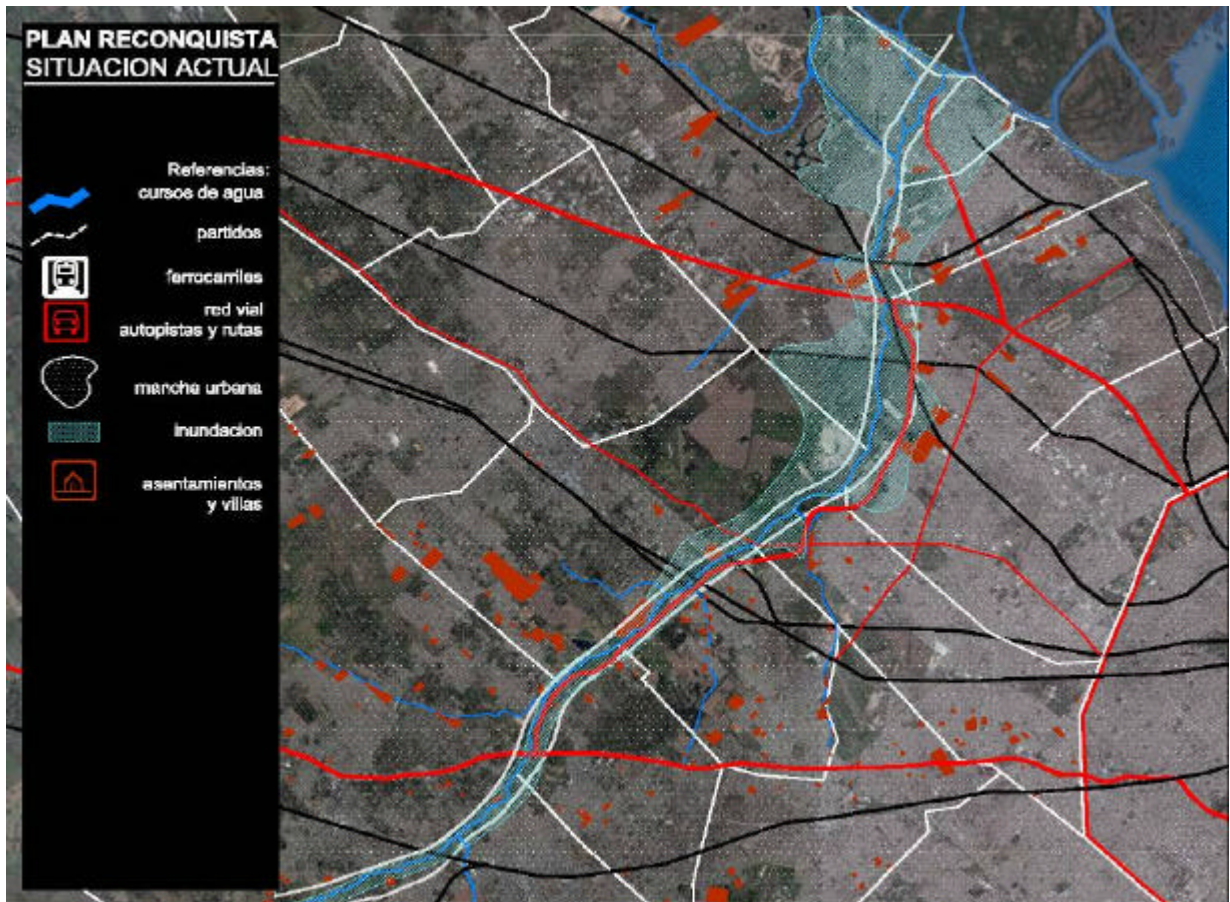 PLAN RECONQUISTA
SITUACION ACTUAL
Referencias:
cursos de agua
partidos
ferrocarriles
red vial
autopistas y rutas
mancha urbana
inundacion
asentamientos
y villas